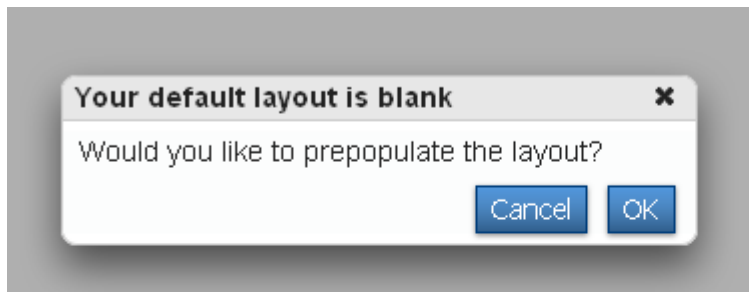 Your default layout is blank
Would you like to prepopulate the layout?
Cancel OK